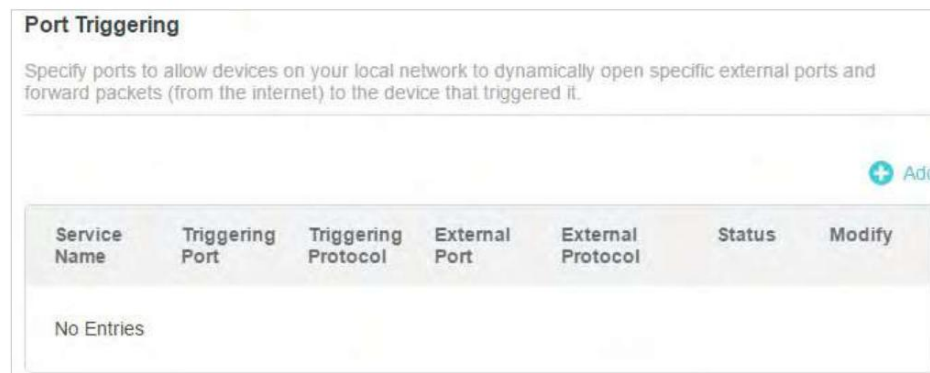 Port Triggering
Specify ports to allow devices on your local network to dynamically open specific external ports and
forward packets (from the internet) to the device that triggered it.
Add
Service Name
Triggering Port
Triggering Protocol
External Port
External Protocol
Status
Modify
No Entries